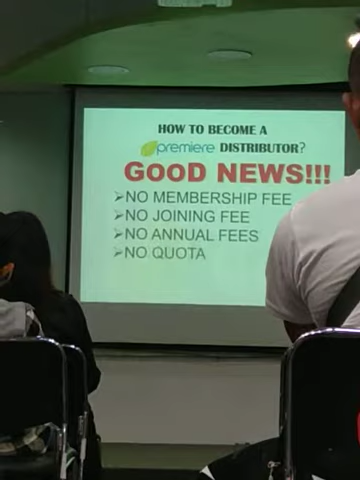 HOW TO BECOME A
premiere DISTRIBUTOR?
GOOD NEWS!!!
➢NO MEMBERSHIP FEE
➢NO JOINING FEE
➢NO ANNUAL FEES
➢NO QUOTA